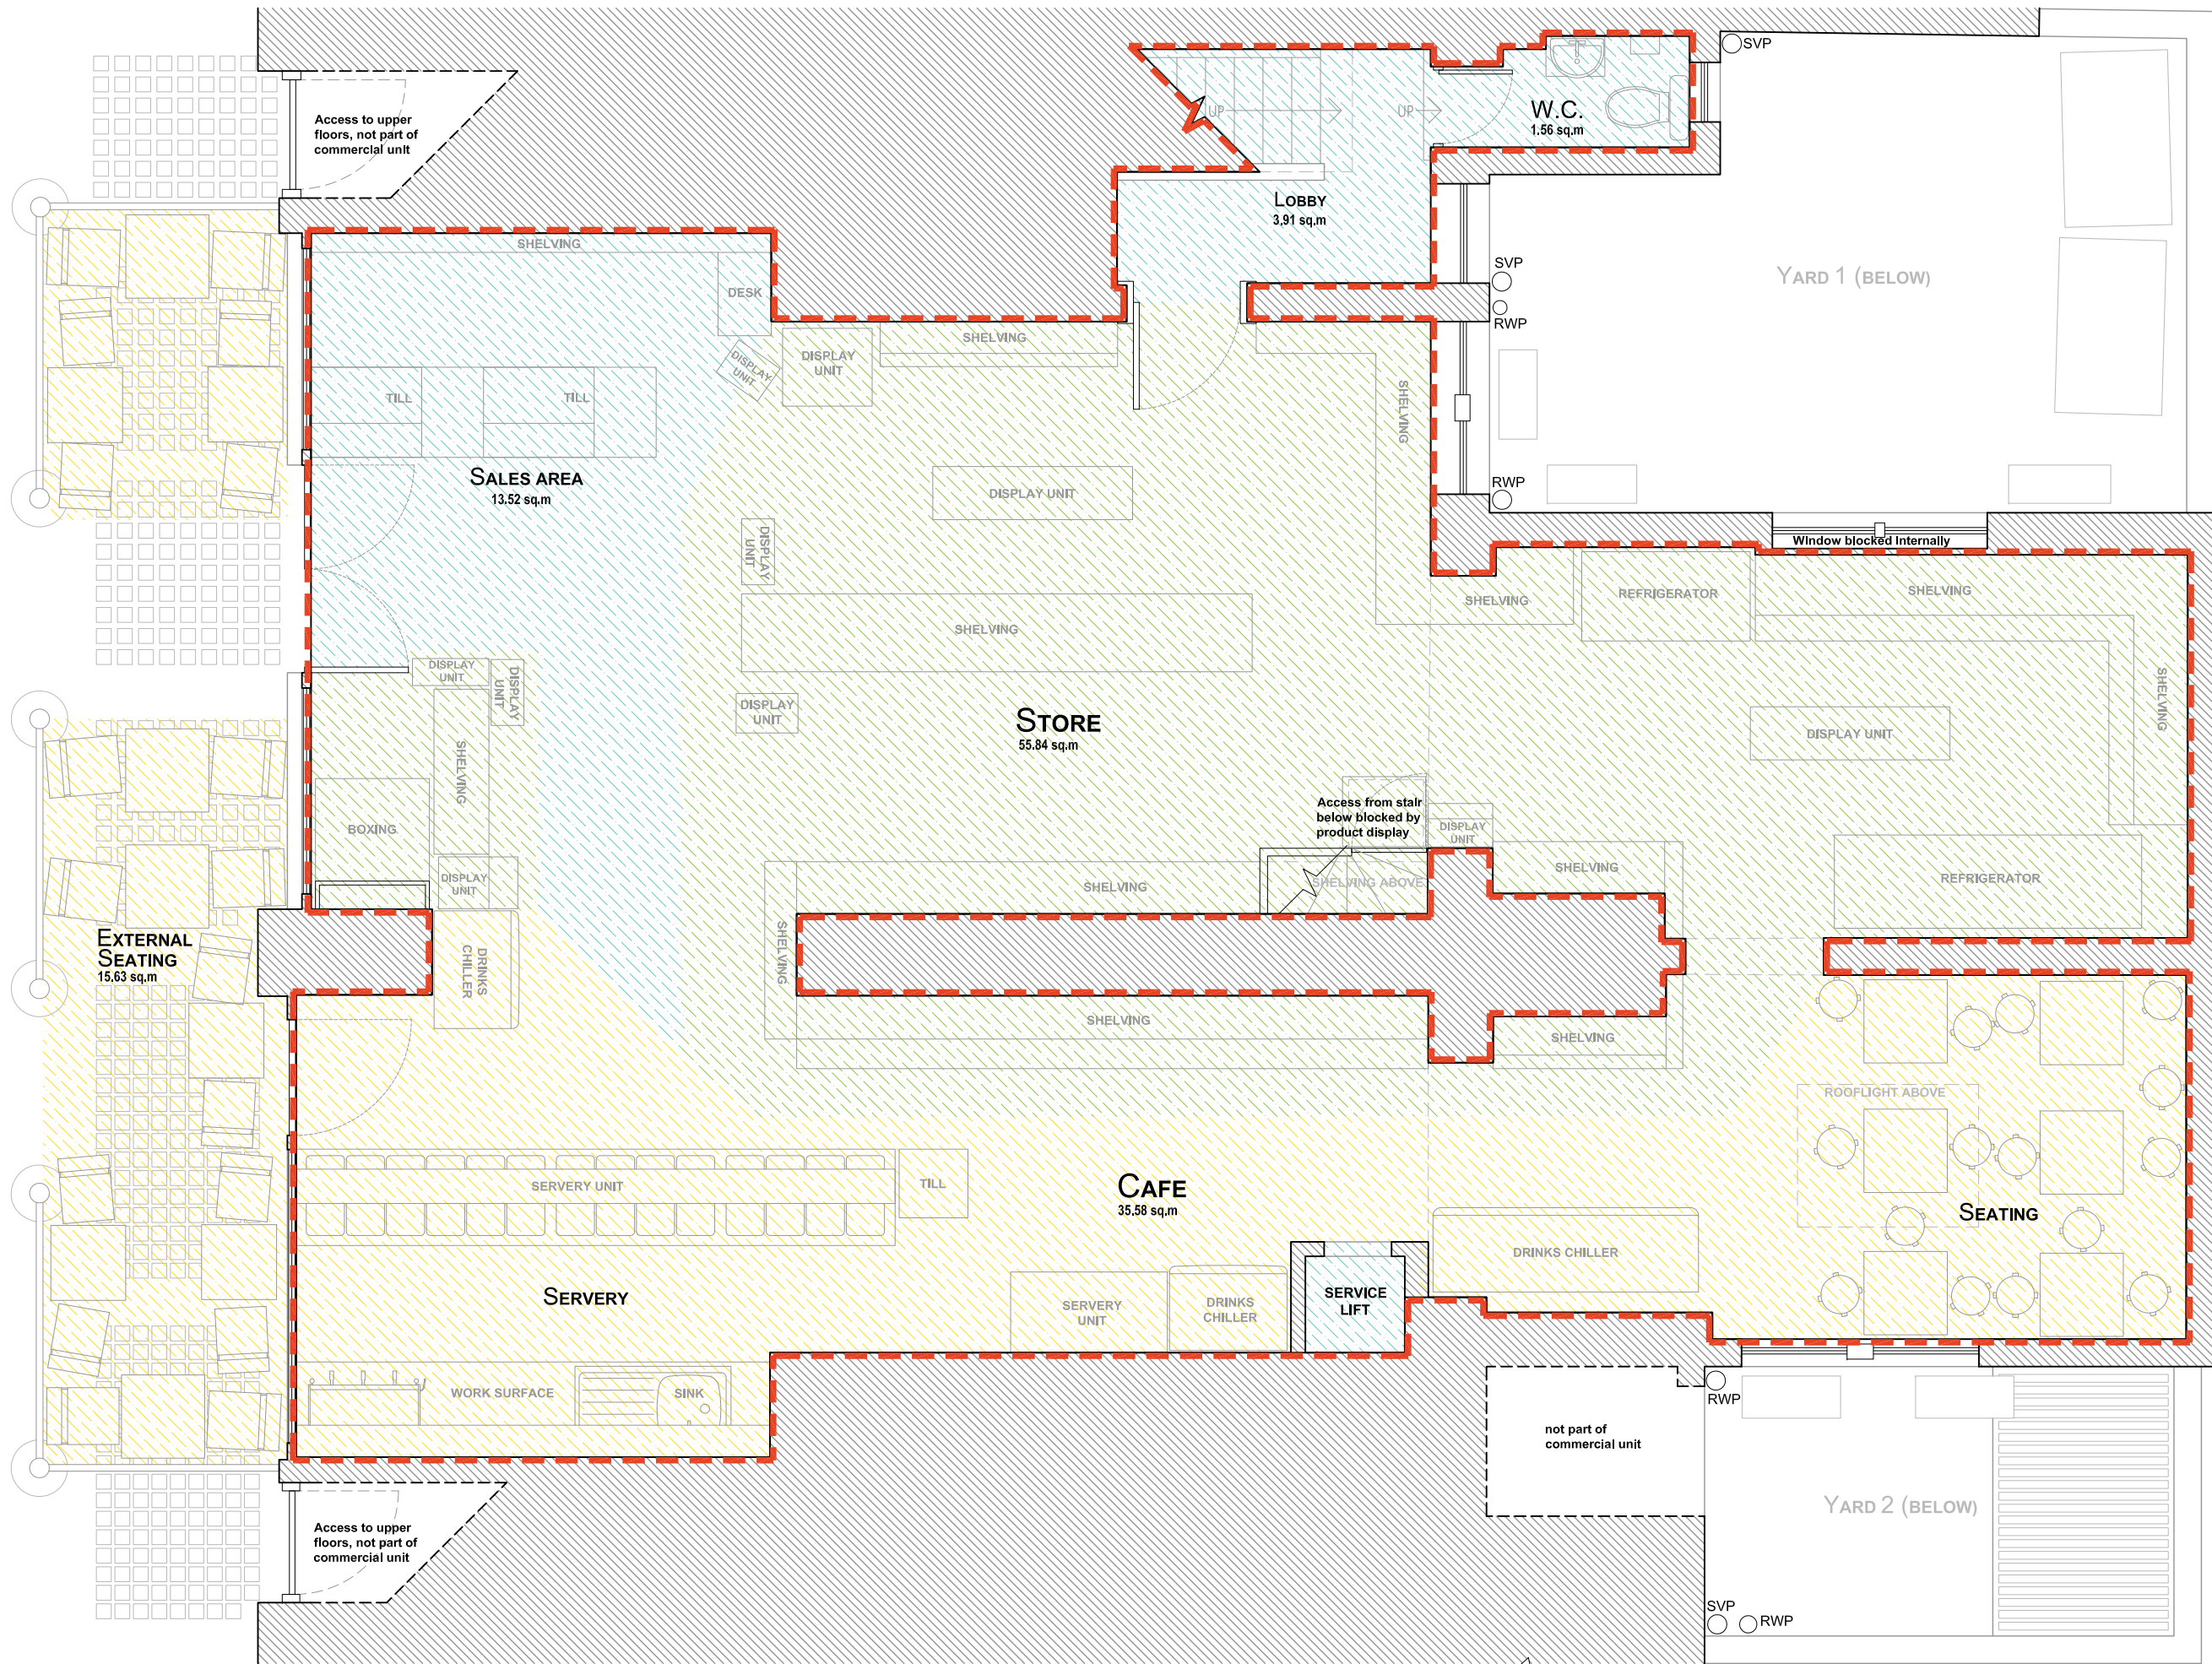 SVP
Access to upper
floors, not part of
commercial unit
UP
UP
W.C.
1.56 sq.m
LOBBY
3.91 sq.m
SHELVING
DESK
SVP
RWP
YARD 1 (BELOW)
DISPLAY
UNIT
DISPLAY
UNIT
SHELVING
SHELVING
TILL
TILL
SALES AREA
13.52 sq.m
DISPLAY UNIT
RWP
DISPLAY
UNIT
Window blocked internally
SHELVING
SHELVING
REFRIGERATOR
SHELVING
SHELVING
DISPLAY
UNIT
DISPLAY
UNIT
DISPLAY
UNIT
STORE
55.84 sq.m
DISPLAY UNIT
SHELVING
BOXING
Access from stair
below blocked by
product display
DISPLAY
UNIT
DISPLAY
UNIT
SHELVING
SHELVING ABOVE
SHELVING
REFRIGERATOR
EXTERNAL
SEATING
15.63 sq.m
DRINKS
CHILLER
SHELVING
SHELVING
SHELVING
ROOFLIGHT ABOVE
SERVERY UNIT
TILL
CAFE
35.58 sq.m
SEATING
DRINKS CHILLER
SERVERY
SERVERY
UNIT
DRINKS
CHILLER
SERVICE
LIFT
WORK SURFACE
SINK
RWP
not part of
commercial unit
YARD 2 (BELOW)
Access to upper
floors, not part of
commercial unit
SVP
RWP